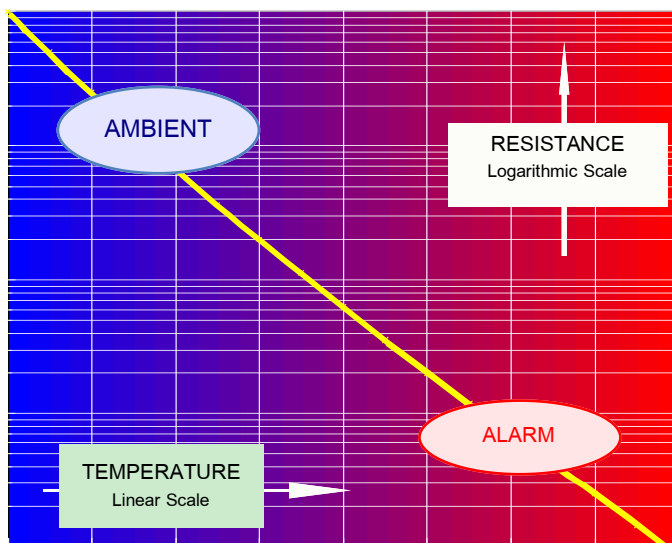 AMBIENT
RESISTANCE
Logarithmic Scale
ALARM
TEMPERATURE
Linear Scale